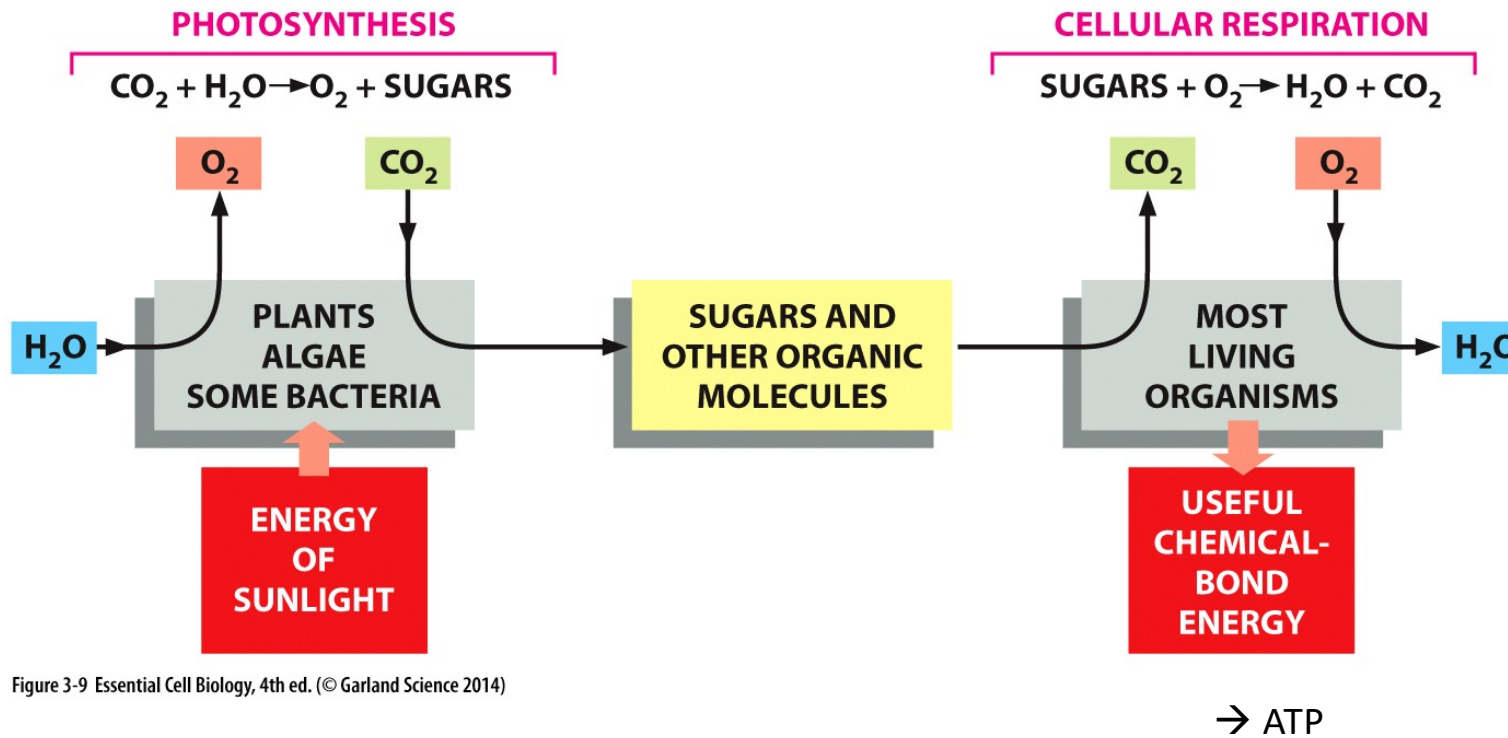 PHOTOSYNTHESIS
CO₂ + H₂O→O₂ + SUGARS
O₂
CO₂
H₂O
PLANTS
ALGAE
SOME BACTERIA
ENERGY
OF
SUNLIGHT
SUGARS AND
OTHER ORGANIC
MOLECULES
CELLULAR RESPIRATION
SUGARS + O₂→ H₂O + CO₂
CO₂
O₂
MOST
LIVING
ORGANISMS
H₂O
USEFUL
CHEMICAL-
BOND
ENERGY
Figure 3-9 Essential Cell Biology, 4th ed. (© Garland Science 2014)
→ ATP